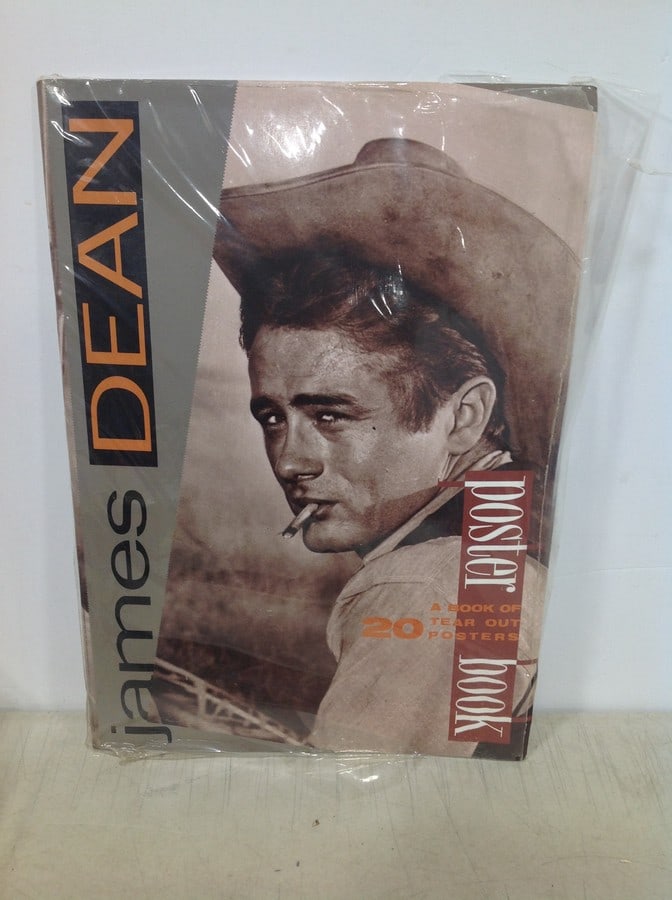 james DEAN
poster book
20
A BOOK OF
TEAR OUT
POSTERS